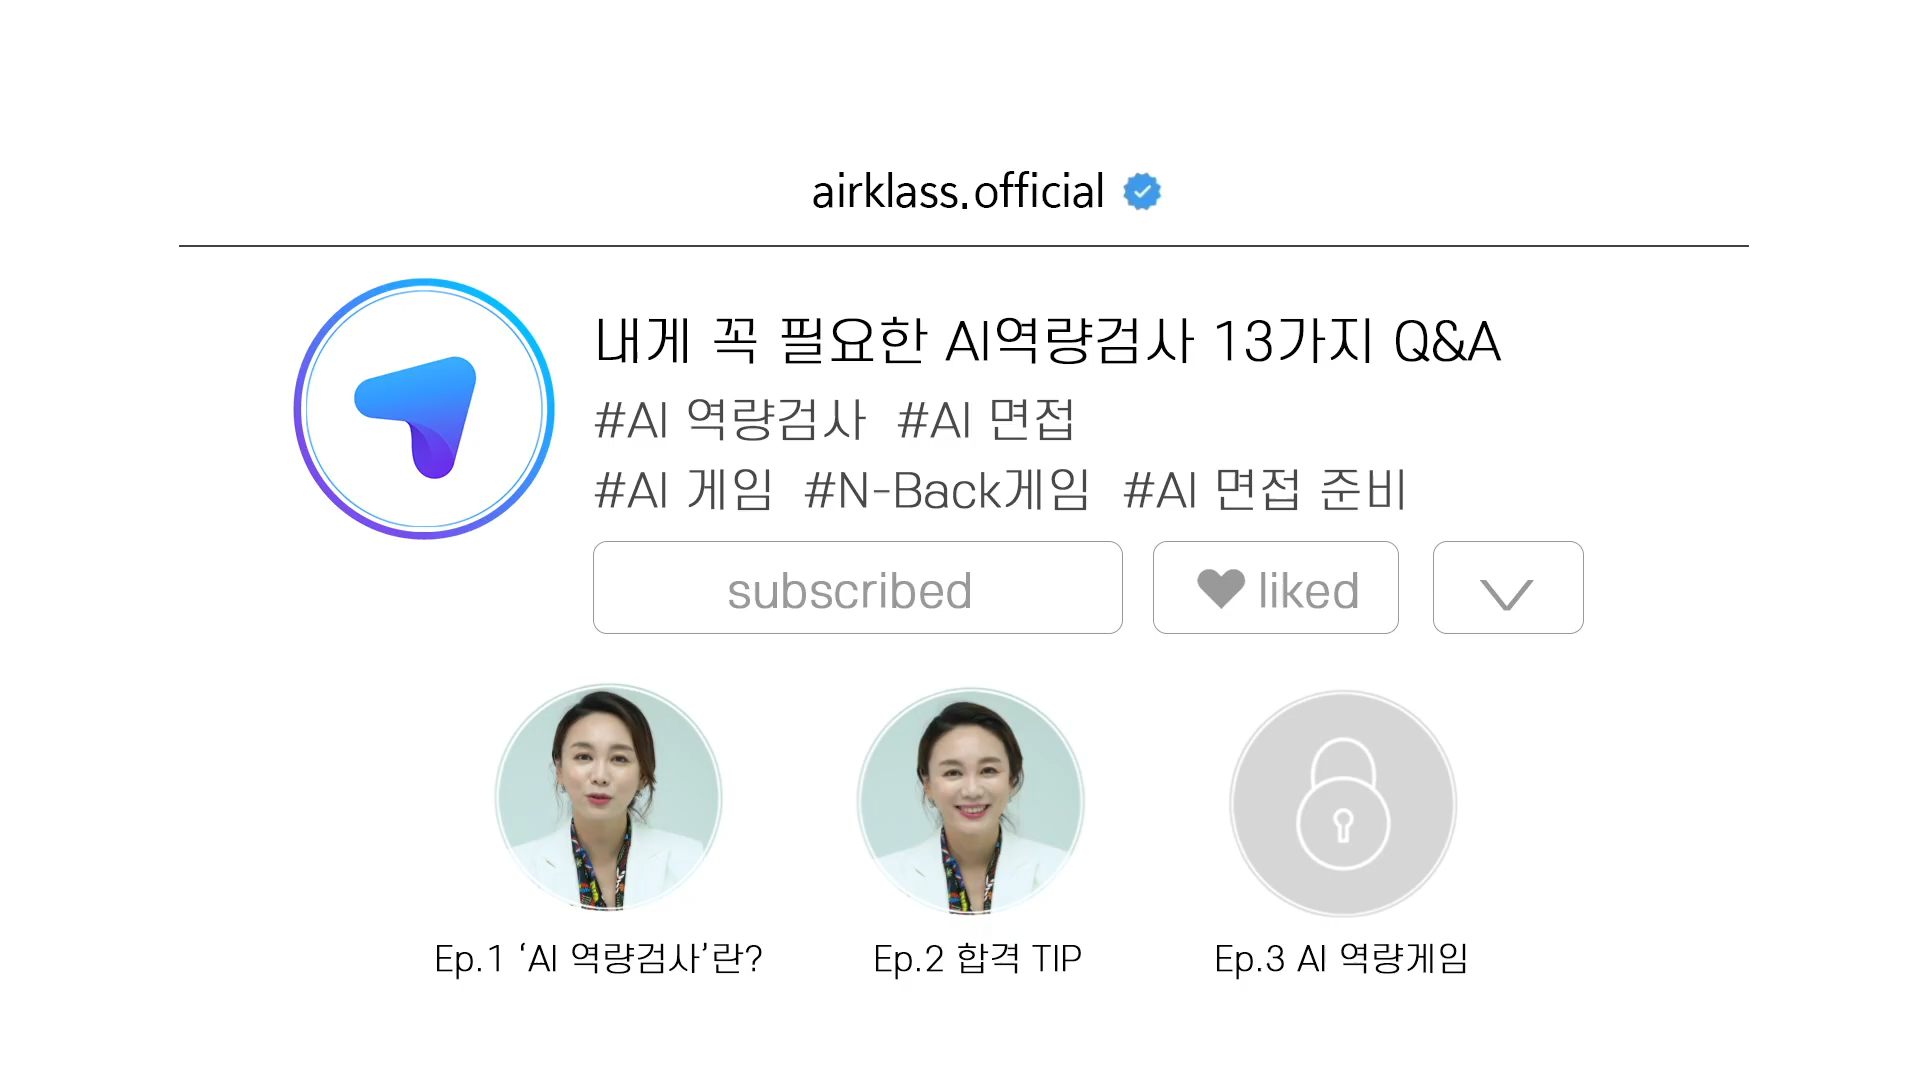 airklass.official
내게 꼭 필요한 AI역량검사 13가지 Q&A
#AI 역량검사 #AI 면접
#AI 게임 #N-Back게임 #AI 면접 준비
subscribed
liked
Ep.1 ‘AI 역량검사’란?
Ep.2 합격 TIP
Ep.3 AI 역량게임